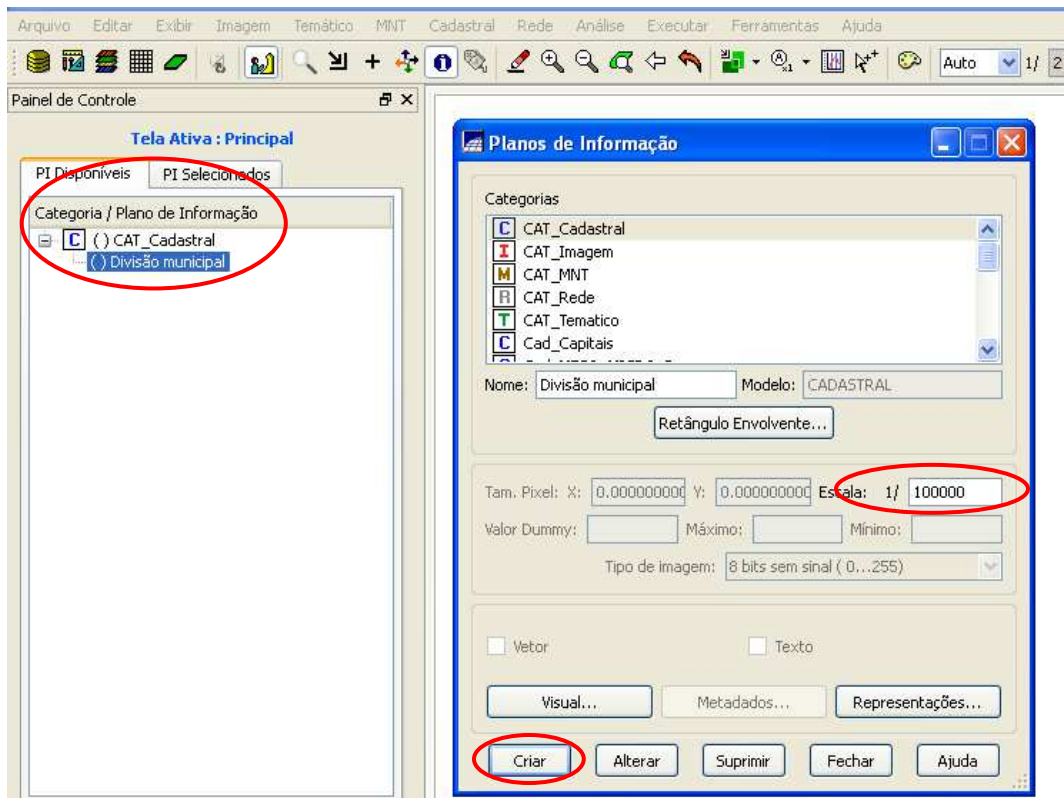 Arquivo Editar Exibir Imagem Temático MNT Cadastral Rede Análise Executar Ferramentas Ajuda
Auto 1/ 2
Painel de Controle
Tela Ativa : Principal
PI Disponíveis PI Selecionados
Categoria / Plano de Informação
C ( ) CAT_Cadastral
( ) Divisão municipal
Planos de Informação
Categorias
C CAT_Cadastral
I CAT_Imagem
M CAT_MNT
R CAT_Rede
T CAT_Tematico
C Cad_Capitais
Nome: Divisão municipal Modelo: CADASTRAL
Retângulo Envolvente...
Tam. Pixel: X: 0.000000000 Y: 0.000000000 Escala: 1/ 100000
Valor Dummy: Máximo: Mínimo:
Tipo de imagem: 8 bits sem sinal ( 0...255)
Vetor Texto
Visual... Metadados... Representações...
Criar Alterar Suprimir Fechar Ajuda